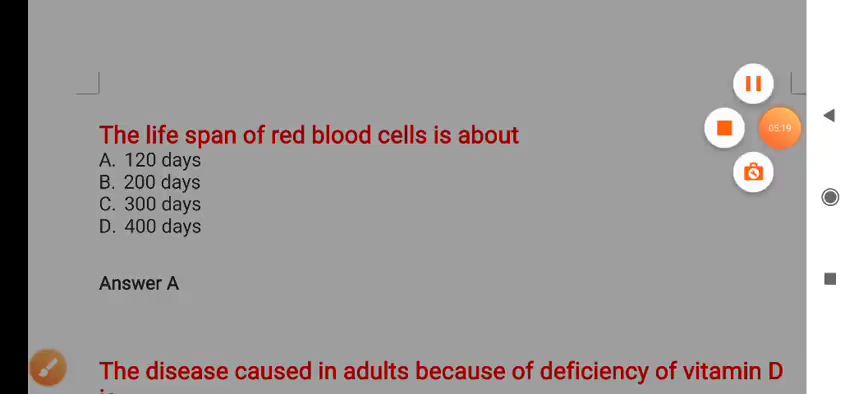 The life span of red blood cells is about
A. 120 days
B. 200 days
C. 300 days
D. 400 days
Answer A
The disease caused in adults because of deficiency of vitamin D
05:19